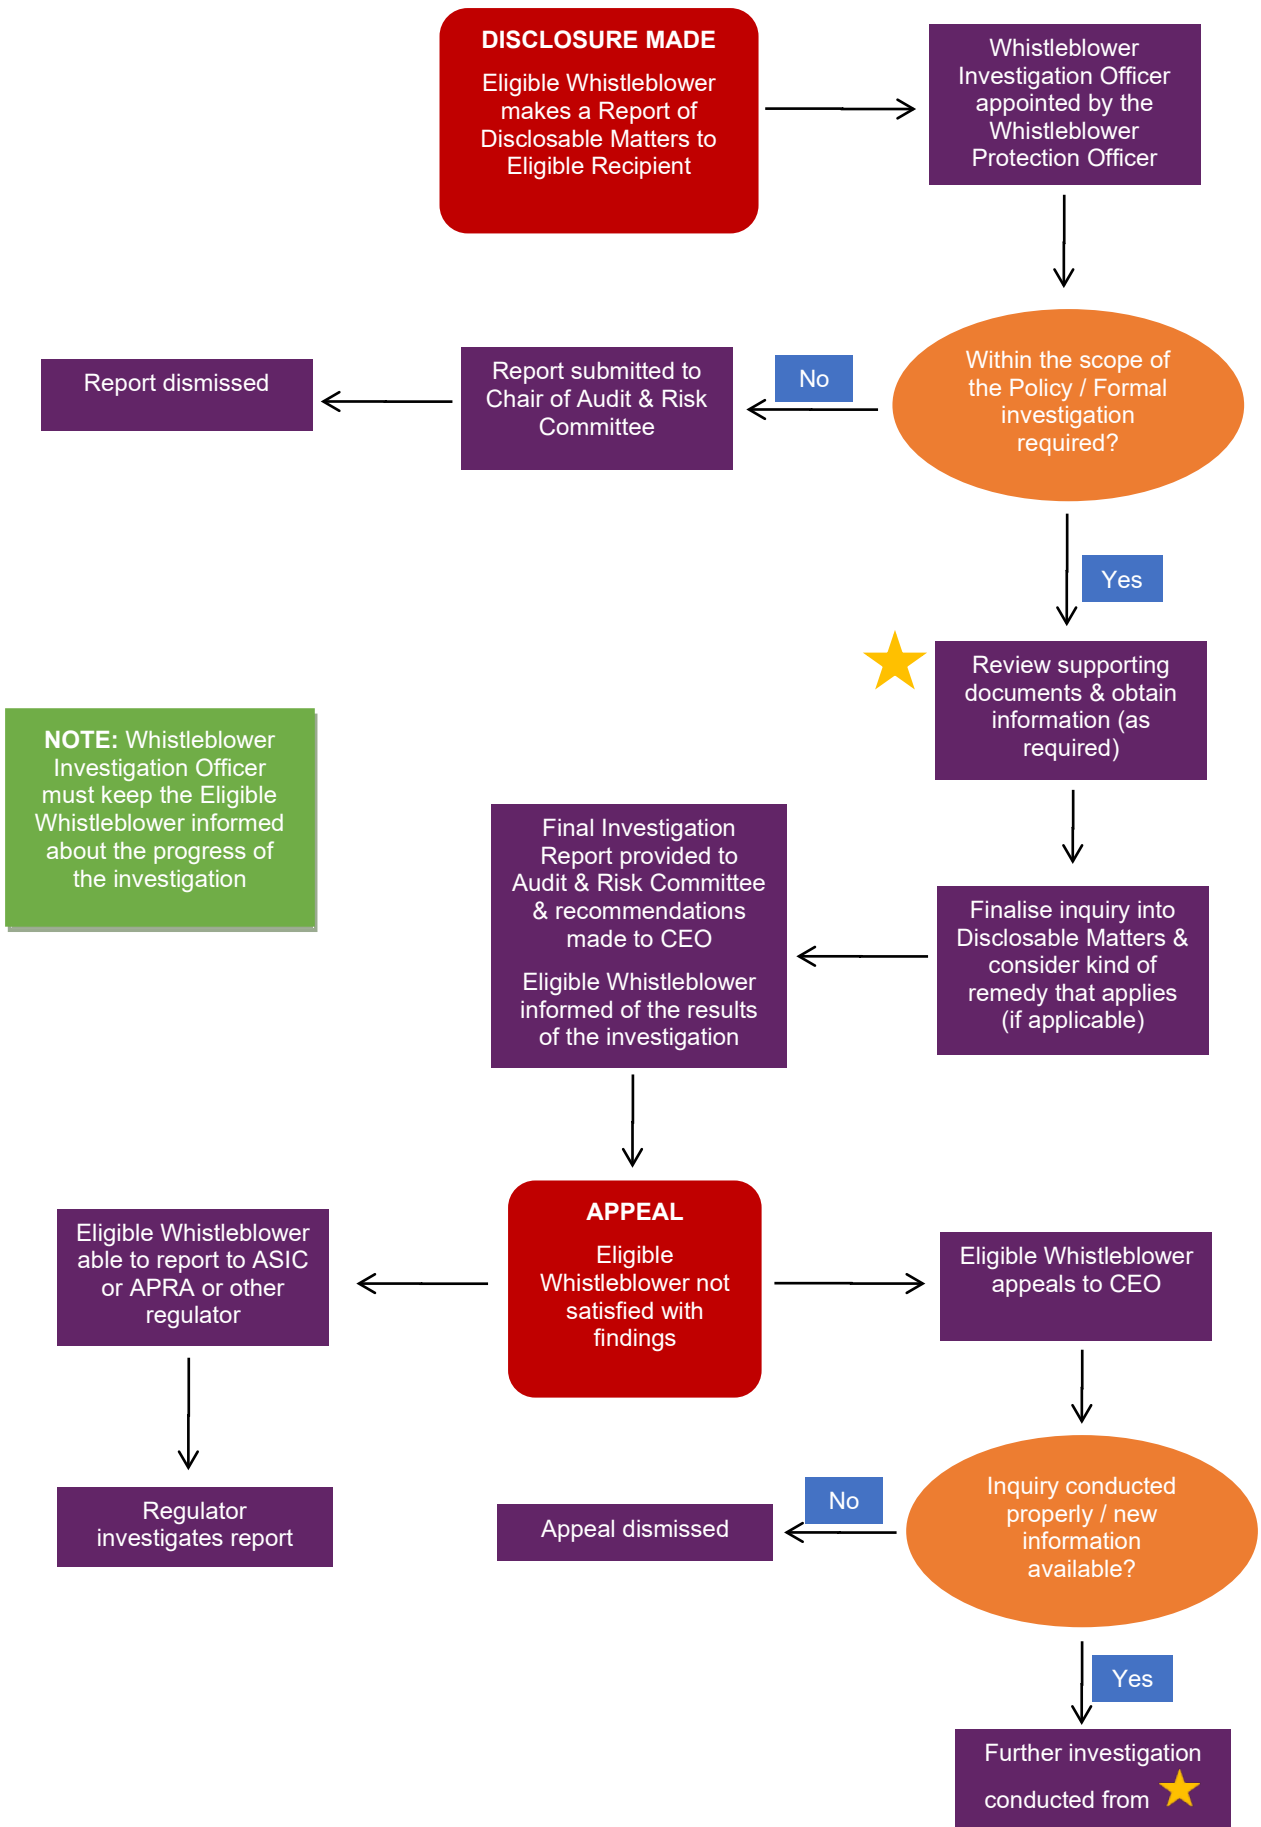 DISCLOSURE MADE
Eligible Whistleblower
makes a Report of
Disclosable Matters to
Eligible Recipient
Whistleblower
Investigation Officer
appointed by the
Whistleblower
Protection Officer
Within the scope of
the Policy / Formal
investigation
required?
No
Report submitted to
Chair of Audit & Risk
Committee
Report dismissed
Yes
Review supporting
documents & obtain
information (as
required)
NOTE: Whistleblower
Investigation Officer
must keep the Eligible
Whistleblower informed
about the progress of
the investigation
Finalise inquiry into
Disclosable Matters &
consider kind of
remedy that applies
(if applicable)
Final Investigation
Report provided to
Audit & Risk Committee
& recommendations
made to CEO
Eligible Whistleblower
informed of the results
of the investigation
APPEAL
Eligible
Whistleblower not
satisfied with
findings
Eligible Whistleblower
able to report to ASIC
or APRA or other
regulator
Regulator
investigates report
Eligible Whistleblower
appeals to CEO
Inquiry conducted
properly / new
information
available?
No
Appeal dismissed
Yes
Further investigation
conducted from